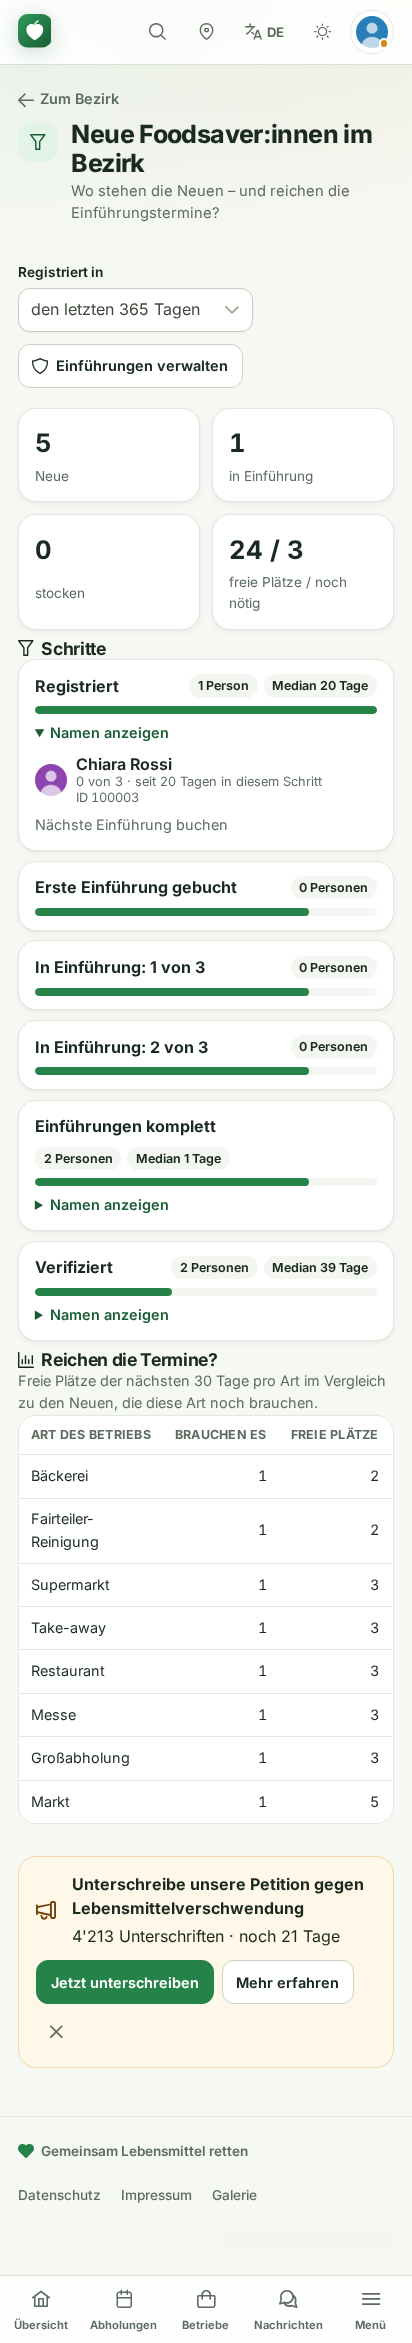 DE
Zum Bezirk
Neue Foodsaver:innen im
Bezirk
Wo stehen die Neuen – und reichen die
Einführungstermine?
Registriert in
den letzten 365 Tagen
Einführungen verwalten
5
Neue
1
in Einführung
0
stocken
24 / 3
freie Plätze / noch
nötig
Schritte
Registriert
1 Person
Median 20 Tage
Namen anzeigen
Chiara Rossi
0 von 3 · seit 20 Tagen in diesem Schritt
ID 100003
Nächste Einführung buchen
Erste Einführung gebucht
0 Personen
In Einführung: 1 von 3
0 Personen
In Einführung: 2 von 3
0 Personen
Einführungen komplett
2 Personen
Median 1 Tage
Namen anzeigen
Verifiziert
2 Personen
Median 39 Tage
Namen anzeigen
Reichen die Termine?
Freie Plätze der nächsten 30 Tage pro Art im Vergleich
zu den Neuen, die diese Art noch brauchen.
ART DES BETRIEBS BRAUCHEN ES FREIE PLÄTZE
Bäckerei 1 2
Fairteiler-
Reinigung 1 2
Supermarkt 1 3
Take-away 1 3
Restaurant 1 3
Messe 1 3
Großabholung 1 3
Markt 1 5
Unterschreibe unsere Petition gegen
Lebensmittelverschwendung
4'213 Unterschriften · noch 21 Tage
Jetzt unterschreiben
Mehr erfahren
Gemeinsam Lebensmittel retten
Datenschutz Impressum Galerie
Übersicht Abholungen Betriebe Nachrichten Menü